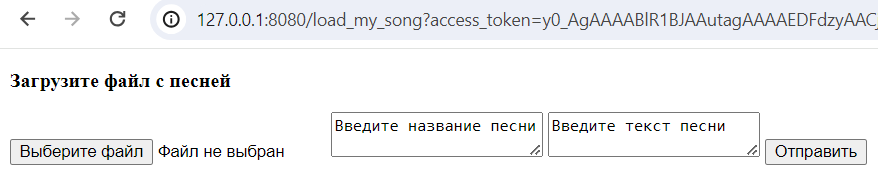 127.0.0.1:8080/load_my_song?access_token=y0_AgAAAABlR1BJAAutagAAAAEDFdzyAAC
Загрузите файл с песней
Выберите файл Файл не выбран Введите название песни Введите текст песни Отправить